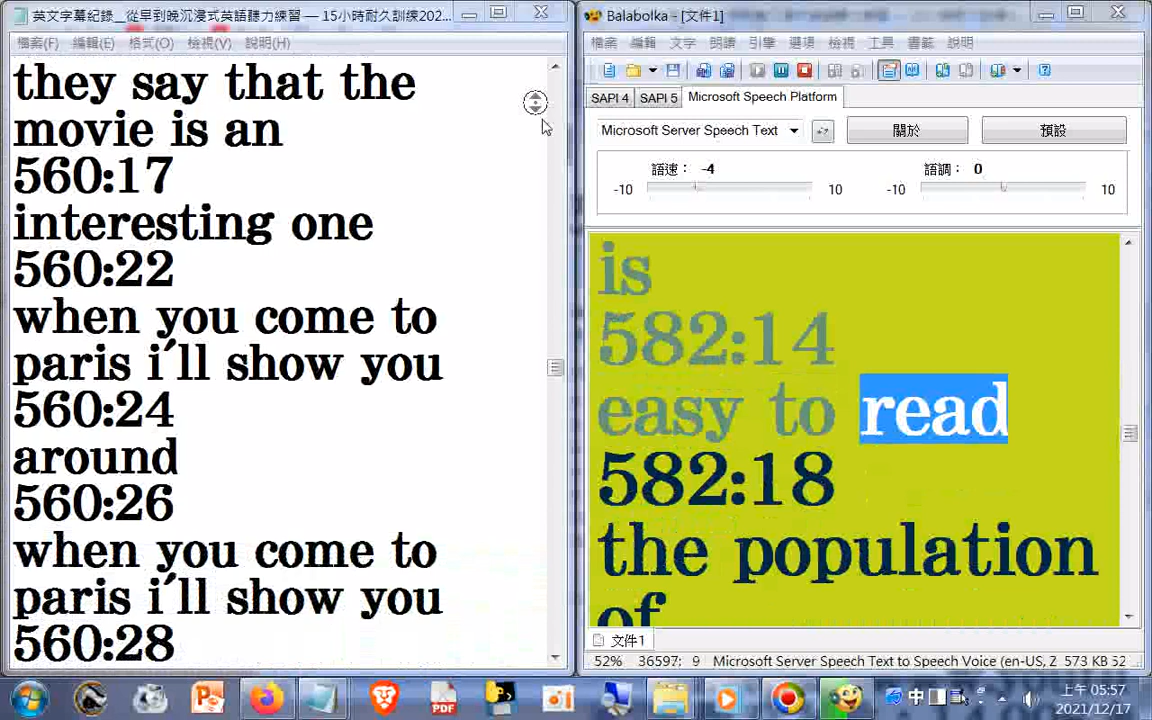 英文字幕紀錄__從早到晚沉浸式英語聽力練習 — 15小時耐久訓練202...
檔案(F) 編輯(E) 格式(O) 檢視(V) 說明(H)
they say that the
movie is an
560:17
interesting one
560:22
when you come to
paris i'll show you
560:24
around
560:26
when you come to
paris i'll show you
560:28
Balabolka - [文件1]
檔案 編輯 文字 朗讀 引擎 選項 檢視 工具 書籤 說明
SAPI 4 SAPI 5 Microsoft Speech Platform
Microsoft Server Speech Text 關於 預設
語速： -4 語調： 0
-10 10 -10 10
is
582:14
easy to read
582:18
the population
of
文件1
52% 36597: 9 Microsoft Server Speech Text to Speech Voice (en-US, Z 573 KB 52
PDF 中 上午 05:57
2021/12/17